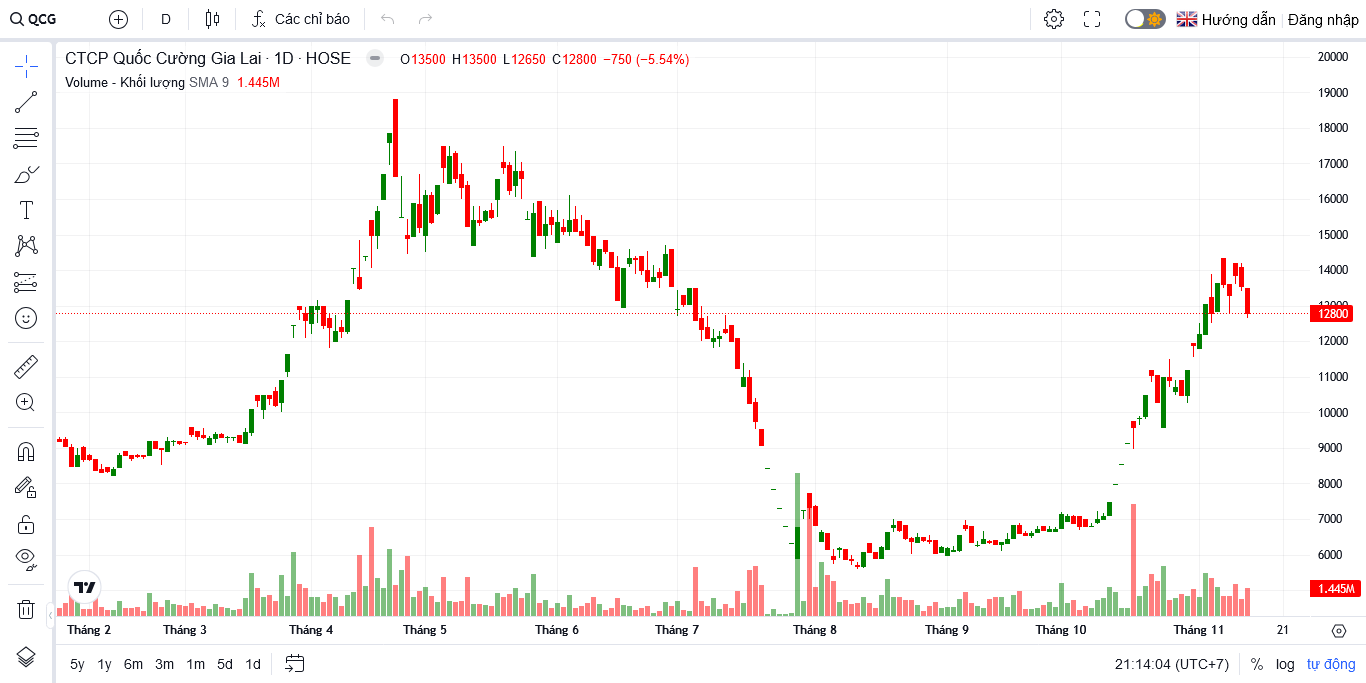 QCG D Các chỉ báo Hướng dẫn Đăng nhập
CTCP Quốc Cường Gia Lai · 1D · HOSE O13500 H13500 L12650 C12800 −750 (−5.54%)
Volume - Khối lượng SMA 9 1.445M
20000
19000
18000
17000
16000
15000
14000
13000
12800
12000
11000
10000
9000
8000
7000
6000
1.445M
Tháng 2 Tháng 3 Tháng 4 Tháng 5 Tháng 6 Tháng 7 Tháng 8 Tháng 9 Tháng 10 Tháng 11 21
5y 1y 6m 3m 1m 5d 1d 21:14:04 (UTC+7) % log tự động